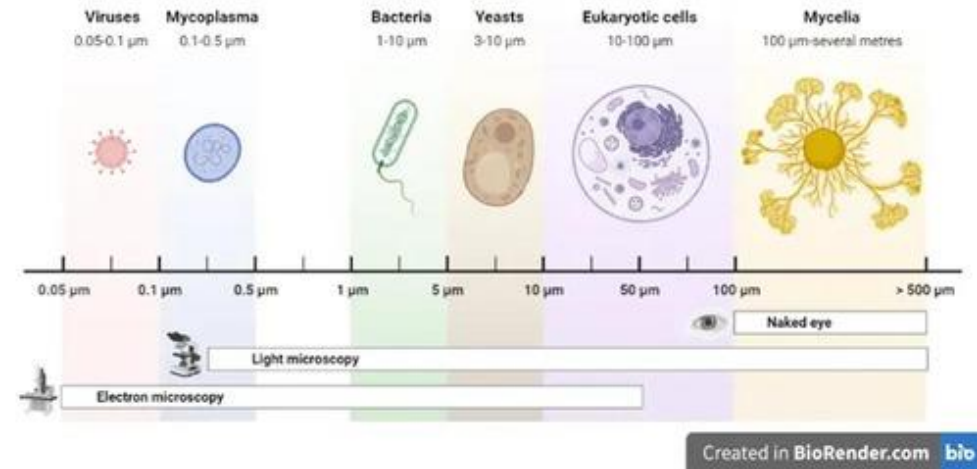 Viruses Mycoplasma Bacteria Yeasts Eukaryotic cells Mycelia
0.05-0.1 µm 0.1-0.5 µm 1-10 µm 3-10 µm 10-100 µm 100 µm-several metres
0.05 µm 0.1 µm 0.5 µm 1 µm 5 µm 10 µm 50 µm 100 µm > 500 µm
Naked eye
Light microscopy
Electron microscopy
Created in BioRender.com bio